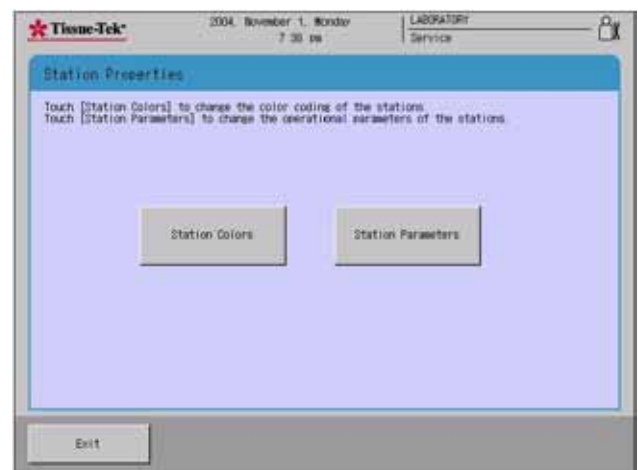 Tissue-Tek®
2004. November 1. Monday
7:30 PM
LABORATORY
Service
Station Properties
Touch [Station Colors] to change the color coding of the stations.
Touch [Station Parameters] to change the operational parameters of the stations.
Station Colors
Station Parameters
Exit